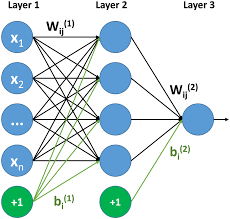 Layer 1 Layer 2 Layer 3
Wij(1)
x1
Wij(2)
x2
...
bi(2)
xn
bi(1)
+1 +1